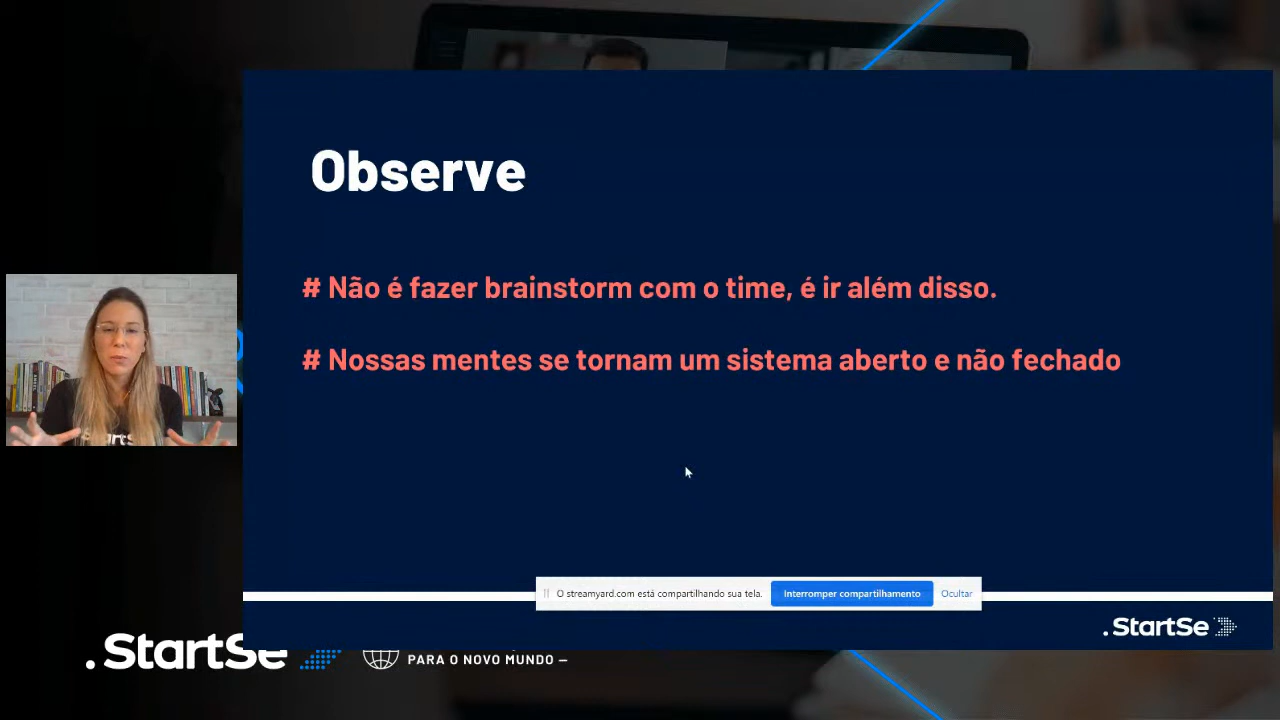 Observe
# Não é fazer brainstorm com o time, é ir além disso.
# Nossas mentes se tornam um sistema aberto e não fechado
O streamyard.com está compartilhando sua tela.
Interromper compartilhamento
Ocultar
.StartSe
.StartSe
PARA O NOVO MUNDO –